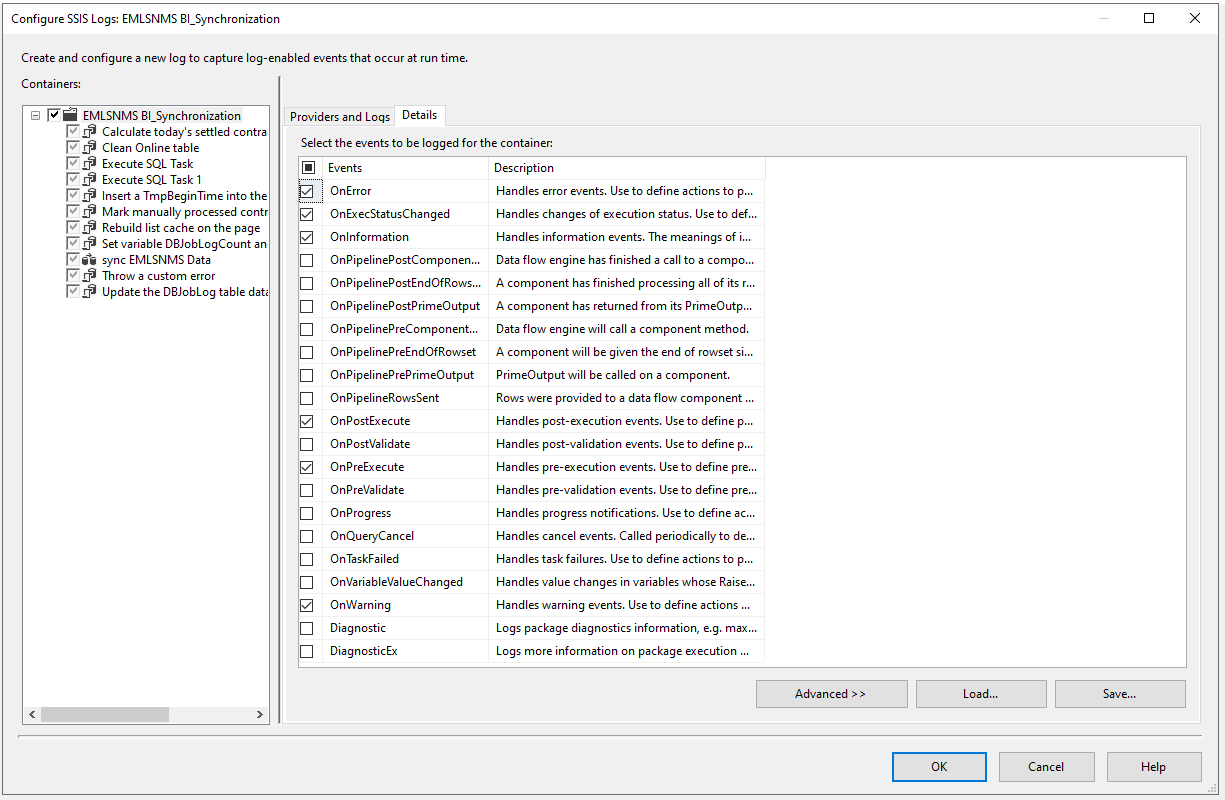 Configure SSIS Logs: EMLSNMS BI_Synchronization
Create and configure a new log to capture log-enabled events that occur at run time.
Containers:
EMLSNMS BI_Synchronization
Calculate today's settled contra
Clean Online table
Execute SQL Task
Execute SQL Task 1
Insert a TmpBeginTime into the
Mark manually processed contr
Rebuild list cache on the page
Set variable DBJobLogCount an
sync EMLSNMS Data
Throw a custom error
Update the DBJobLog table data
Providers and Logs Details
Select the events to be logged for the container:
Events Description
OnError Handles error events. Use to define actions to p...
OnExecStatusChanged Handles changes of execution status. Use to def...
OnInformation Handles information events. The meanings of i...
OnPipelinePostComponen... Data flow engine has finished a call to a compo...
OnPipelinePostEndOfRows... A component has finished processing all of its r...
OnPipelinePostPrimeOutput A component has returned from its PrimeOutp...
OnPipelinePreComponent... Data flow engine will call a component method.
OnPipelinePreEndOfRowset A component will be given the end of rowset si...
OnPipelinePrePrimeOutput PrimeOutput will be called on a component.
OnPipelineRowsSent Rows were provided to a data flow component ...
OnPostExecute Handles post-execution events. Use to define p...
OnPostValidate Handles post-validation events. Use to define p...
OnPreExecute Handles pre-execution events. Use to define pre...
OnPreValidate Handles pre-validation events. Use to define pre...
OnProgress Handles progress notifications. Use to define ac...
OnQueryCancel Handles cancel events. Called periodically to de...
OnTaskFailed Handles task failures. Use to define actions to p...
OnVariableValueChanged Handles value changes in variables whose Raise...
OnWarning Handles warning events. Use to define actions ...
Diagnostic Logs package diagnostics information, e.g. max...
DiagnosticEx Logs more information on package execution ...
Advanced >> Load... Save...
OK Cancel Help